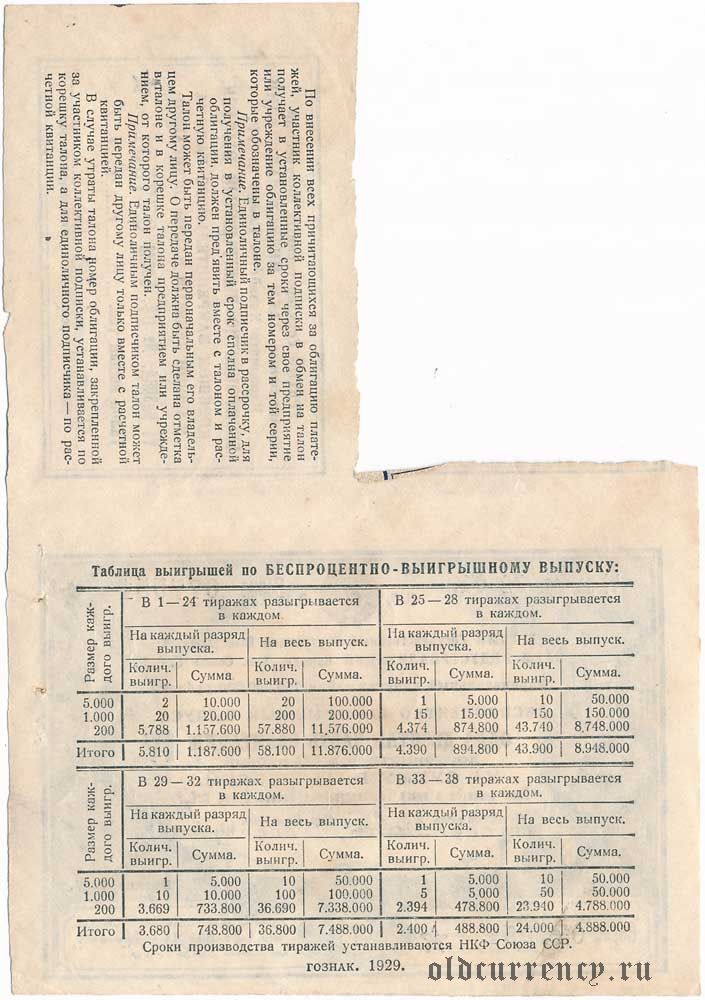 По внесении всех причитающихся за облигацию плате-
жей, участник коллективной подписки в обмен на талон
получает в установленные сроки через свое предприятие
или учреждение облигацию за тем номером и той серии,
которые обозначены в талоне.
Примечание. Единоличный подписчик в рассрочку, для
получения в установленный срок сполна оплаченной
облигации, должен пред'явить вместе с талоном и рас-
четную квитанцию.
Талон может быть передан первоначальным его владель-
цем другому лицу. О передаче должна быть сделана отметка
в талоне и в корешке талона предприятием или учрежде-
нием, от которого талон получен.
Примечание. Единоличным подписчиком талон может
быть передан другому лицу только вместе с расчетной
квитанцией.
В случае утраты талона номер облигации, закрепленной
за участником коллективной подписки, устанавливается по
корешку талона, а для единоличного подписчика — по рас-
четной квитанции.
Таблица выигрышей по БЕСПРОЦЕНТНО-ВЫИГРЫШНОМУ ВЫПУСКУ:
Размер каж-
дого выигр.
В 1—24 тиражах разыгрывается
в каждом.
В 25—28 тиражах разыгрывается
в каждом.
На каждый разряд
выпуска.
На весь выпуск.
На каждый разряд
выпуска.
На весь выпуск.
Колич.
выигр.
Сумма
Колич.
выигр.
Сумма.
Колич.
выигр.
Сумма.
Колич.
выигр.
Сумма.
5.000 2 10.000 20 100.000 1 5.000 10 50.000
1.000 20 20.000 200 200.000 15 15.000 150 150.000
200 5.788 1.157.600 57.880 11,576.000 4.374 874,800 43.740 8,748.000
Итого 5.810 1.187.600 58.100 11.876.000 4.390 894.800 43.900 8.948.000
Размер каж-
дого выигр.
В 29—32 тиражах разыгрывается
в каждом.
В 33—38 тиражах разыгрывается
в каждом.
На каждый разряд
выпуска.
На весь выпуск.
На каждый разряд
выпуска.
На весь выпуск.
Колич.
выигр.
Сумма.
Колич.
выигр.
Сумма.
Колич.
выигр.
Сумма.
Колич.
выигр.
Сумма.
5.000 1 5.000 10 50.000 1 5.000 10 50.000
1.000 10 10.000 100 100.000 5 5,000 50 50.000
200 3.669 733.800 36.690 7.338.000 2.394 478.800 23.940 4.788.000
Итого 3.680 748.800 36.800 7.488.000 2.400 488.800 24.000 4.888.000
Сроки производства тиражей устанавливаются НКФ Союза ССР.
ГОЗНАК. 1929.
oldcurrency.ru